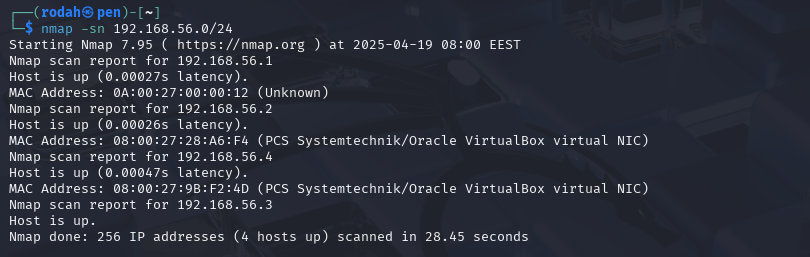 ┌──(rodah㉿pen)-[~]
└─$ nmap -sn 192.168.56.0/24
Starting Nmap 7.95 ( https://nmap.org ) at 2025-04-19 08:00 EEST
Nmap scan report for 192.168.56.1
Host is up (0.00027s latency).
MAC Address: 0A:00:27:00:00:12 (Unknown)
Nmap scan report for 192.168.56.2
Host is up (0.00026s latency).
MAC Address: 08:00:27:28:A6:F4 (PCS Systemtechnik/Oracle VirtualBox virtual NIC)
Nmap scan report for 192.168.56.4
Host is up (0.00047s latency).
MAC Address: 08:00:27:9B:F2:4D (PCS Systemtechnik/Oracle VirtualBox virtual NIC)
Nmap scan report for 192.168.56.3
Host is up.
Nmap done: 256 IP addresses (4 hosts up) scanned in 28.45 seconds